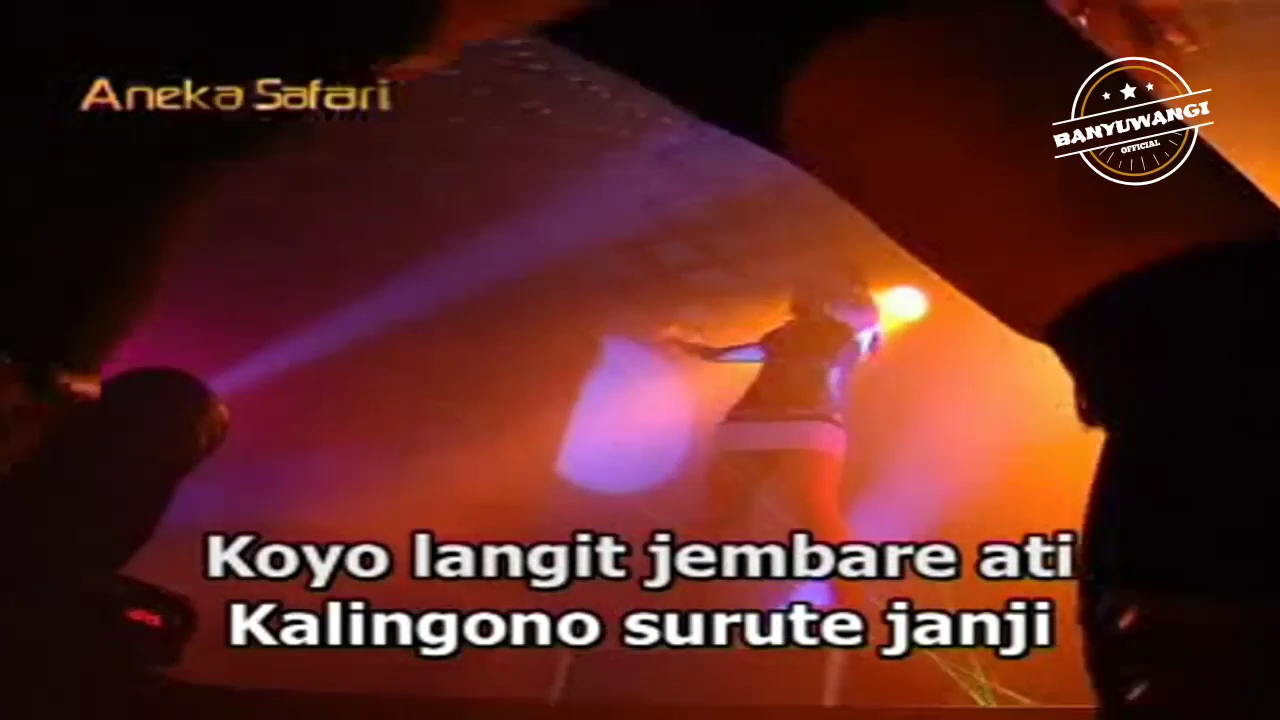 Aneka Safari
BANYUWANGI
OFFICIAL
Koyo langit jembare ati
Kalingono surute janji